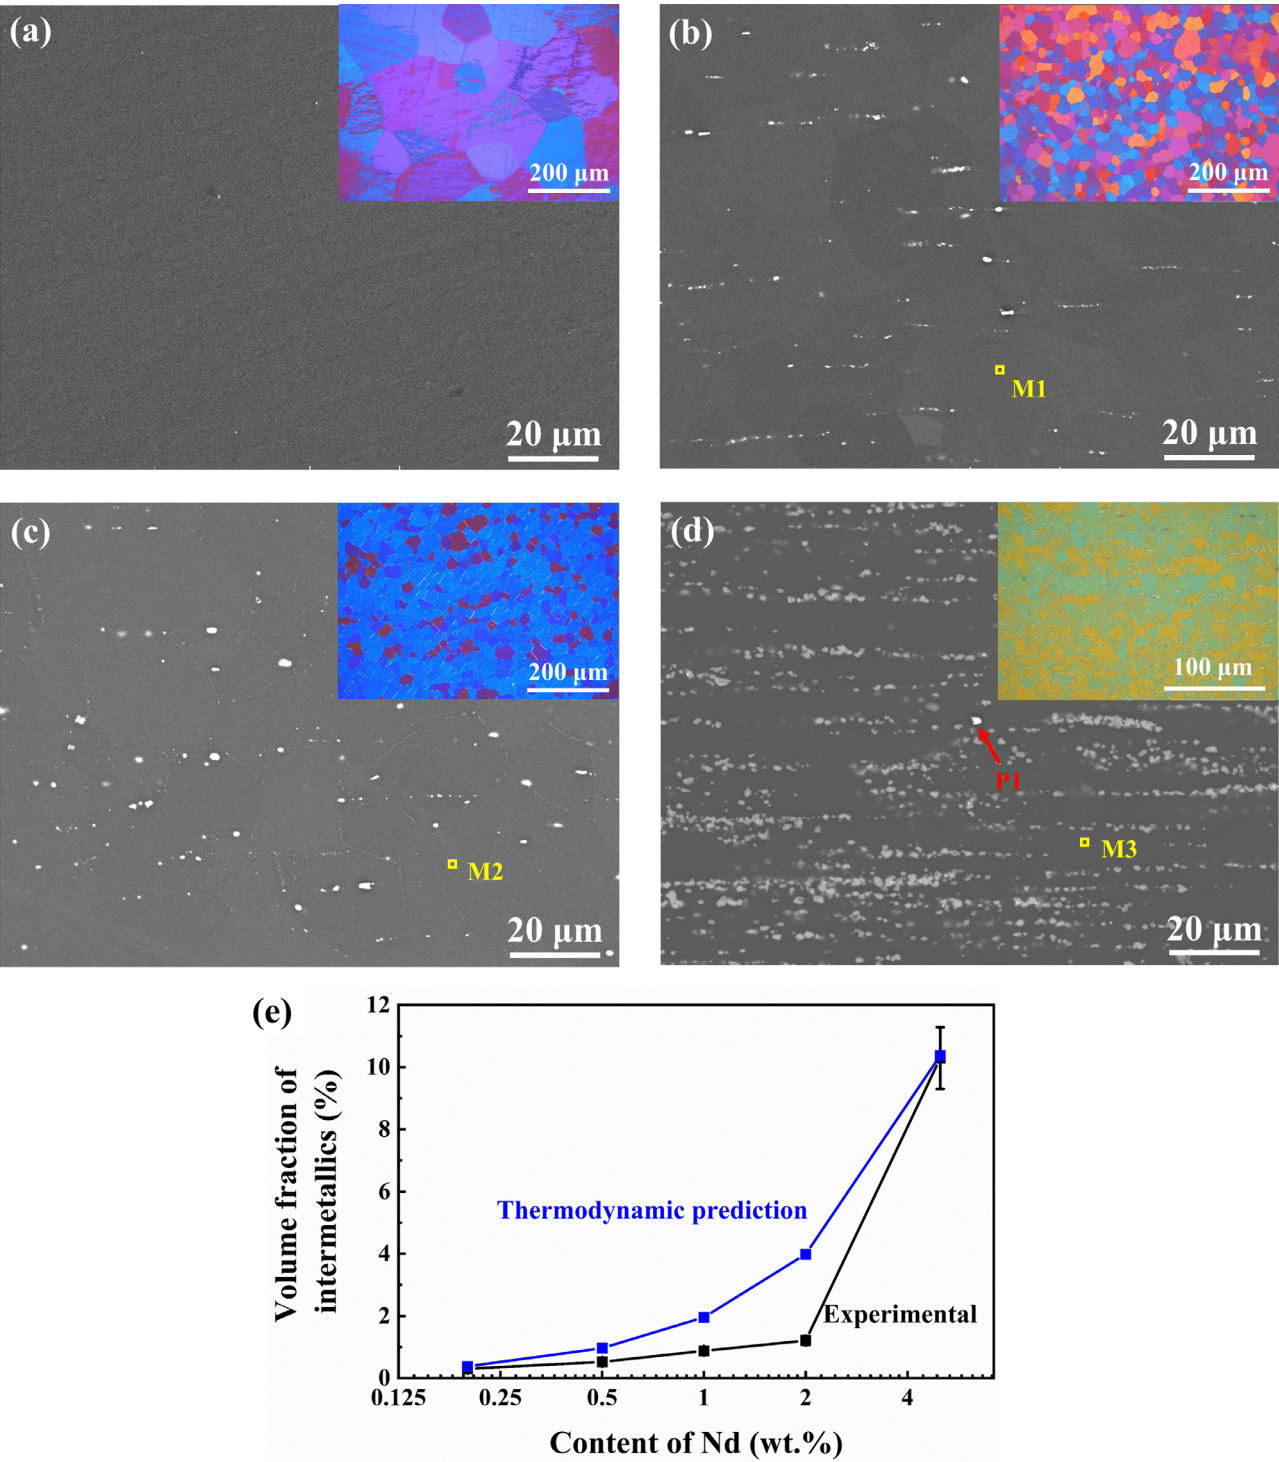 (a)
200 μm
20 μm
(b)
200 μm
M1
20 μm
(c)
200 μm
M2
20 μm
(d)
100 μm
P1
M3
20 μm
(e)
Volume fraction of
intermetallics (%)
12
10
8
6
4
2
0
Thermodynamic prediction
Experimental
0.125 0.25 0.5 1 2 4
Content of Nd (wt.%)